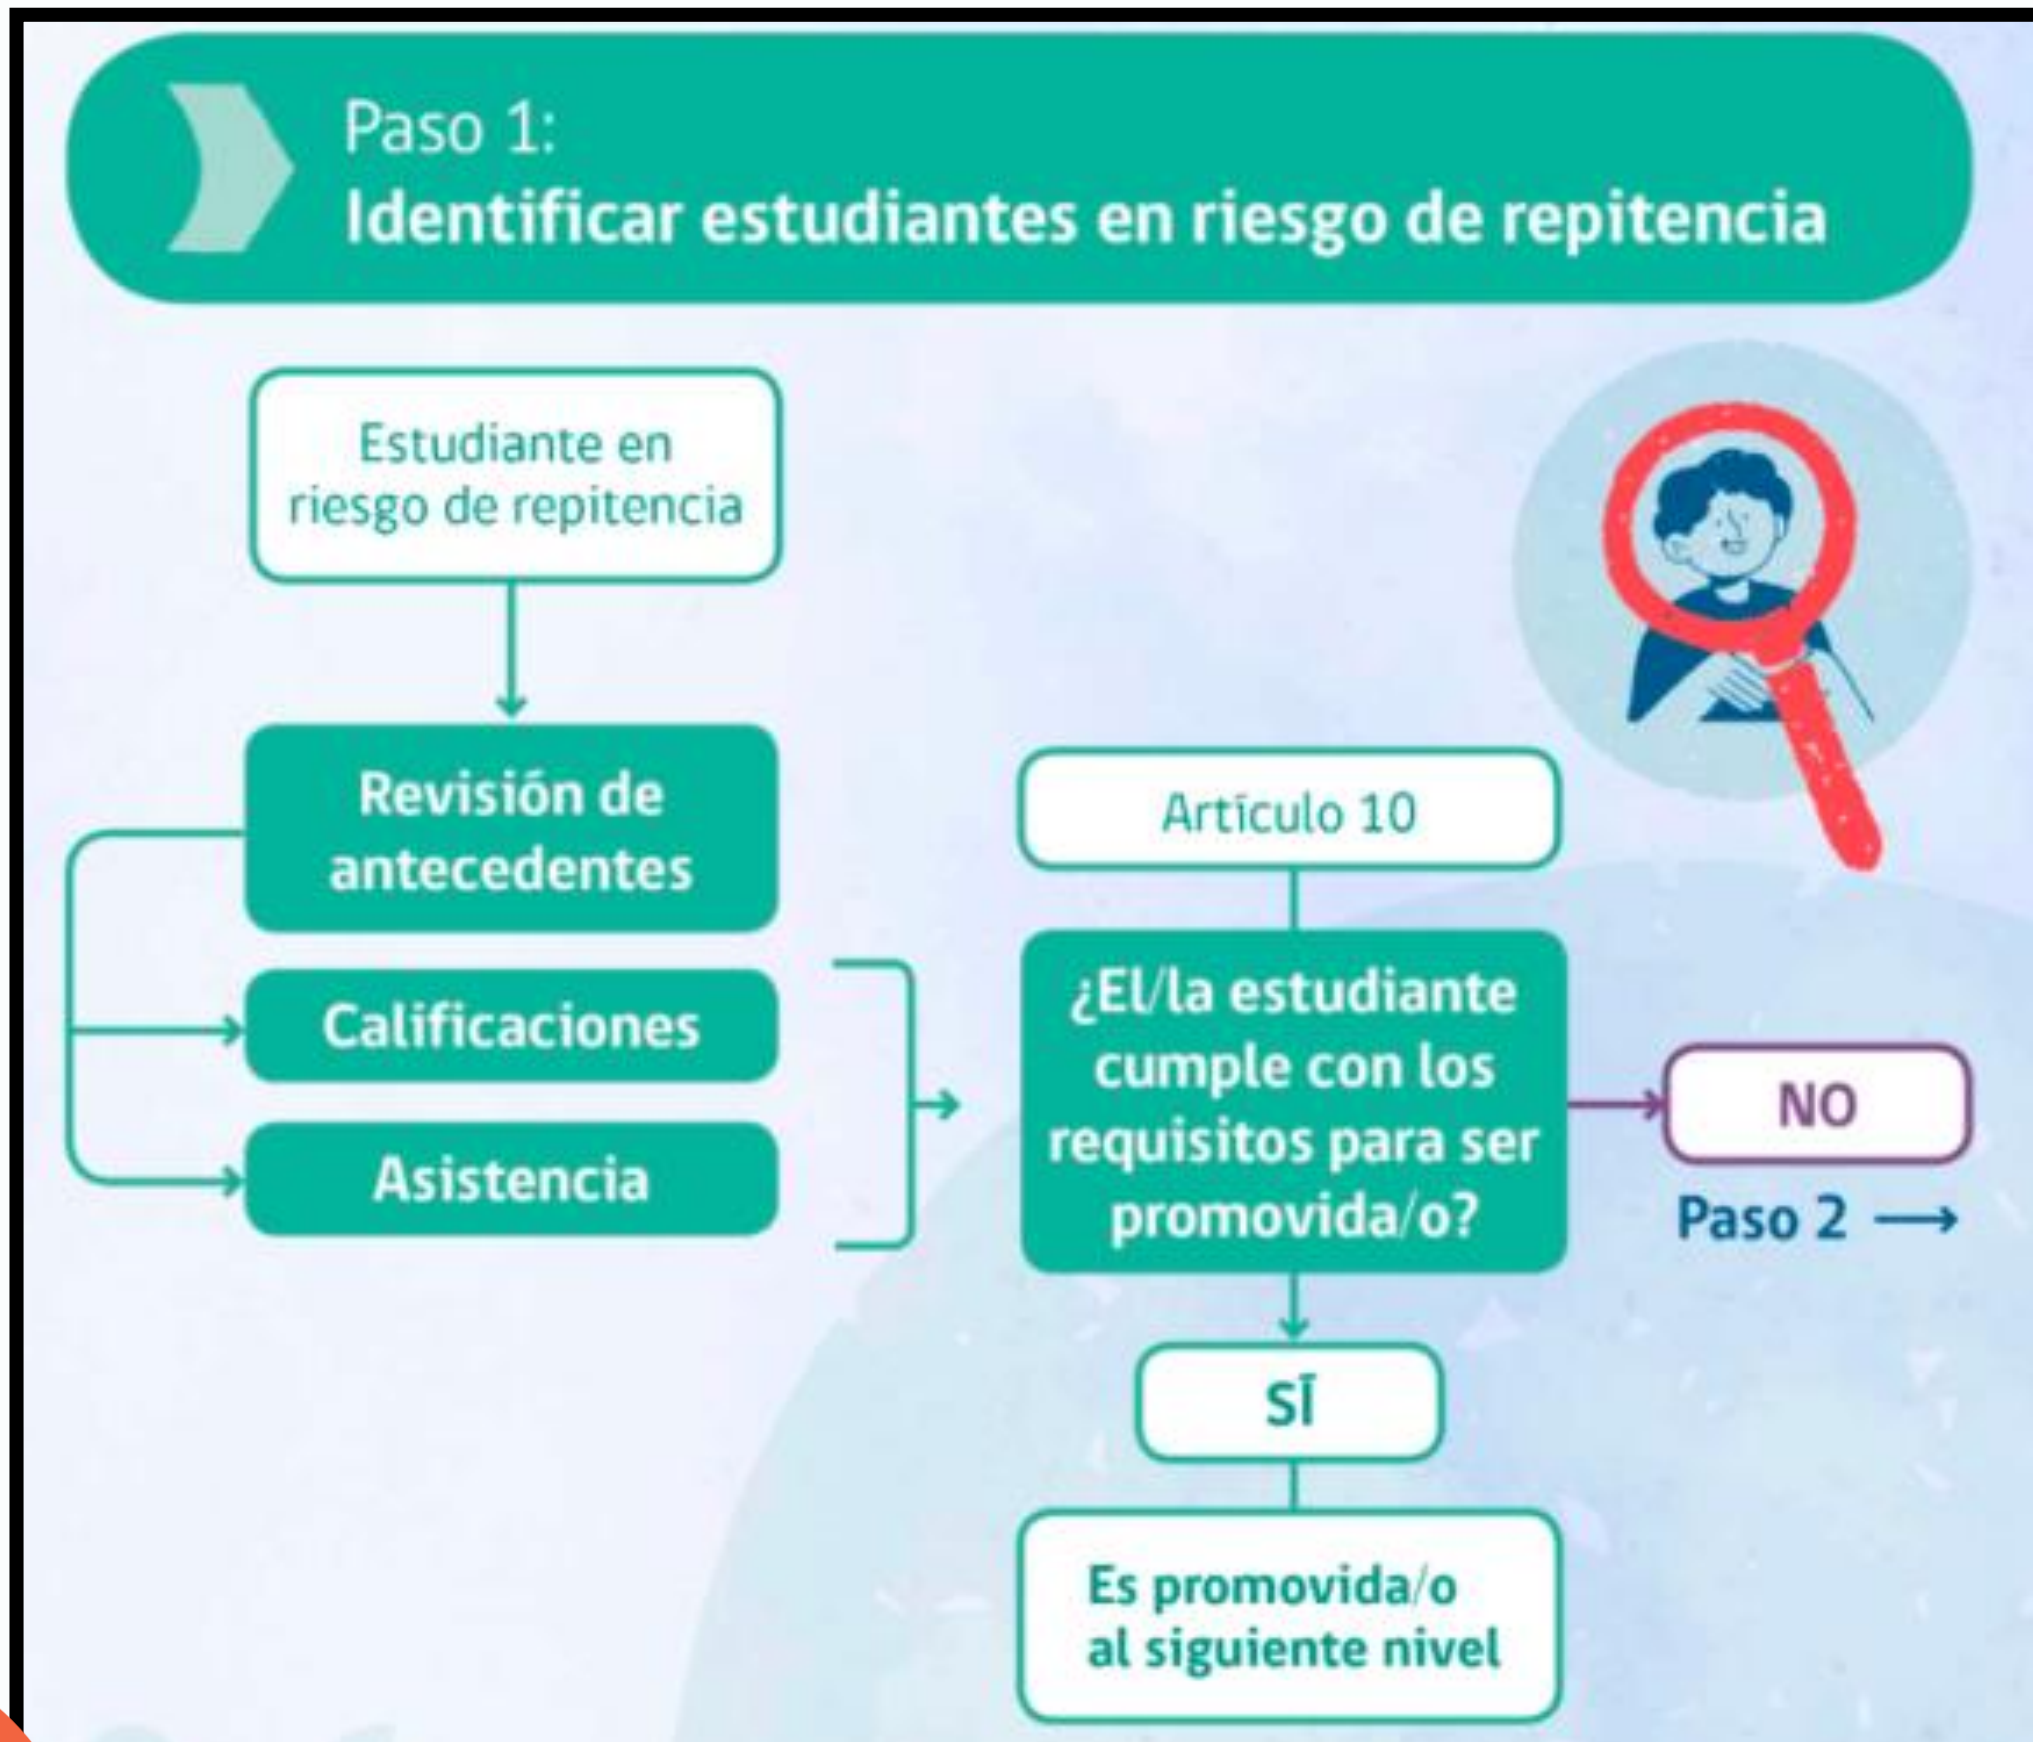 Paso 1:
Identificar estudiantes en riesgo de repitencia
Estudiante en
riesgo de repitencia
Revisión de
antecedentes
Calificaciones
Asistencia
Artículo 10
¿El/la estudiante
cumple con los
requisitos para ser
promovida/o?
NO
Paso 2
SÍ
Es promovida/o
al siguiente nivel